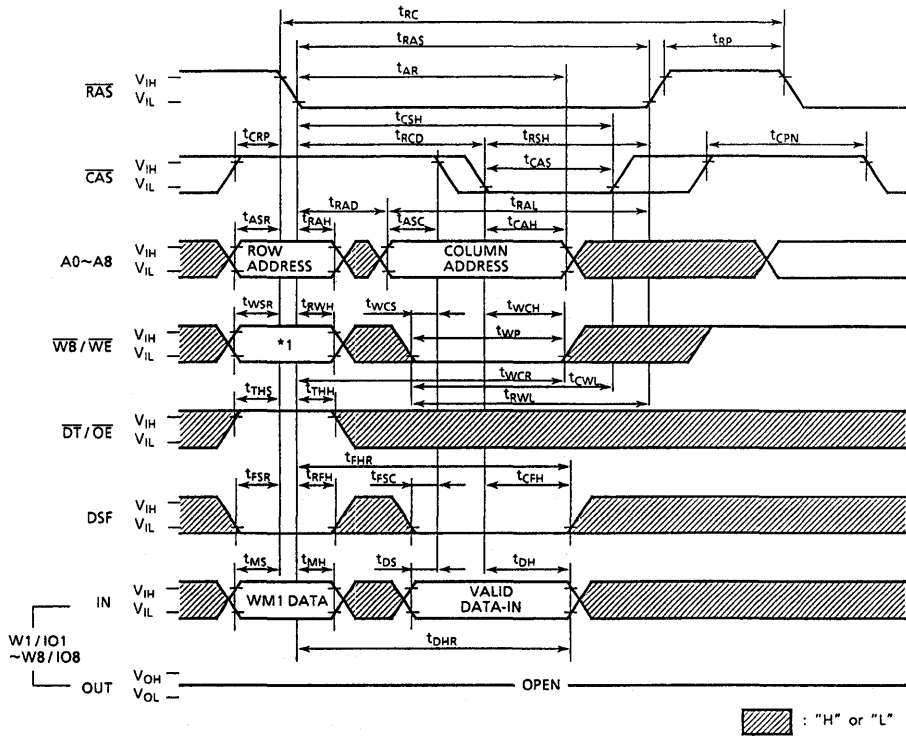 tRC
tRAS tRP
tAR
RAS VIH
VIL
tCSH
tCRP tRCD tRSH tCPN
tCAS
CAS VIH
VIL
tRAD tRAL
tASR tRAH tASC tCAH
A0~A8 VIH
VIL
ROW ADDRESS
COLUMN ADDRESS
tWSR tRWH tWCS tWCH
tWP
WB/WE VIH
VIL
*1
tWCR
tCWL
tRWL
tTHS tTHH
DT/OE VIH
VIL
tFHR
tFSR tRFH tFSC tCFH
DSF VIH
VIL
tMS tMH tDS tDH
IN VIH
VIL
WM1 DATA
VALID DATA-IN
tDHR
W1/IO1
~W8/IO8
OUT VOH
VOL
OPEN
: "H" or "L"